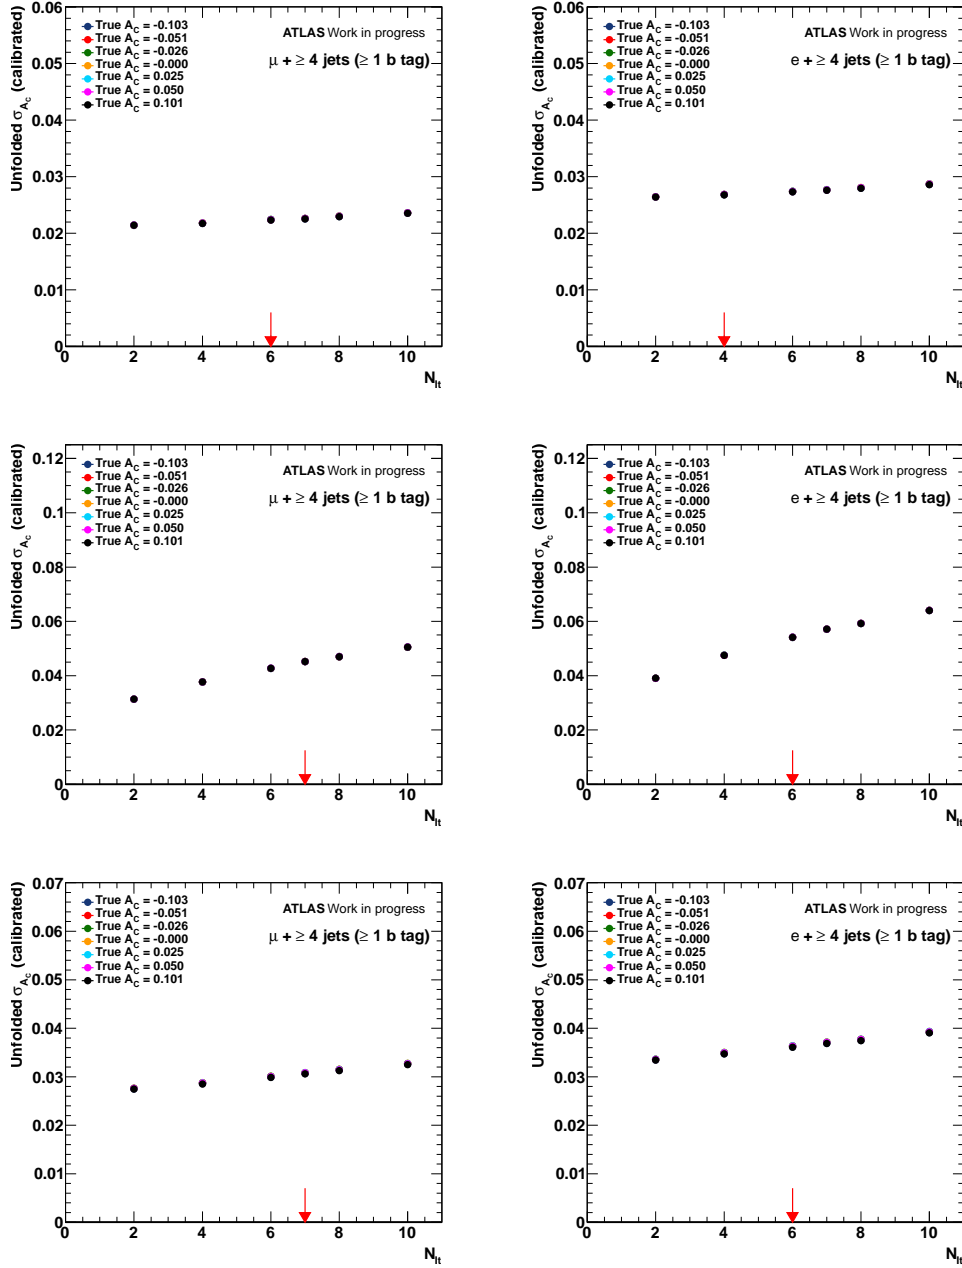 Unfolded σ_Ac (calibrated)
0.06
0.05
0.04
0.03
0.02
0.01
0
True A_C = -0.103
True A_C = -0.051
True A_C = -0.026
True A_C = -0.000
True A_C = 0.025
True A_C = 0.050
True A_C = 0.101
ATLAS Work in progress
μ + ≥ 4 jets (≥ 1 b tag)
0 2 4 6 8 10
N_It
Unfolded σ_Ac (calibrated)
0.06
0.05
0.04
0.03
0.02
0.01
0
True A_C = -0.103
True A_C = -0.051
True A_C = -0.026
True A_C = -0.000
True A_C = 0.025
True A_C = 0.050
True A_C = 0.101
ATLAS Work in progress
e + ≥ 4 jets (≥ 1 b tag)
0 2 4 6 8 10
N_It
Unfolded σ_Ac (calibrated)
0.12
0.1
0.08
0.06
0.04
0.02
0
True A_C = -0.103
True A_C = -0.051
True A_C = -0.026
True A_C = -0.000
True A_C = 0.025
True A_C = 0.050
True A_C = 0.101
ATLAS Work in progress
μ + ≥ 4 jets (≥ 1 b tag)
0 2 4 6 8 10
N_It
Unfolded σ_Ac (calibrated)
0.12
0.1
0.08
0.06
0.04
0.02
0
True A_C = -0.103
True A_C = -0.051
True A_C = -0.026
True A_C = -0.000
True A_C = 0.025
True A_C = 0.050
True A_C = 0.101
ATLAS Work in progress
e + ≥ 4 jets (≥ 1 b tag)
0 2 4 6 8 10
N_It
Unfolded σ_Ac (calibrated)
0.07
0.06
0.05
0.04
0.03
0.02
0.01
0
True A_C = -0.103
True A_C = -0.051
True A_C = -0.026
True A_C = -0.000
True A_C = 0.025
True A_C = 0.050
True A_C = 0.101
ATLAS Work in progress
μ + ≥ 4 jets (≥ 1 b tag)
0 2 4 6 8 10
N_It
Unfolded σ_Ac (calibrated)
0.07
0.06
0.05
0.04
0.03
0.02
0.01
0
True A_C = -0.103
True A_C = -0.051
True A_C = -0.026
True A_C = -0.000
True A_C = 0.025
True A_C = 0.050
True A_C = 0.101
ATLAS Work in progress
e + ≥ 4 jets (≥ 1 b tag)
0 2 4 6 8 10
N_It